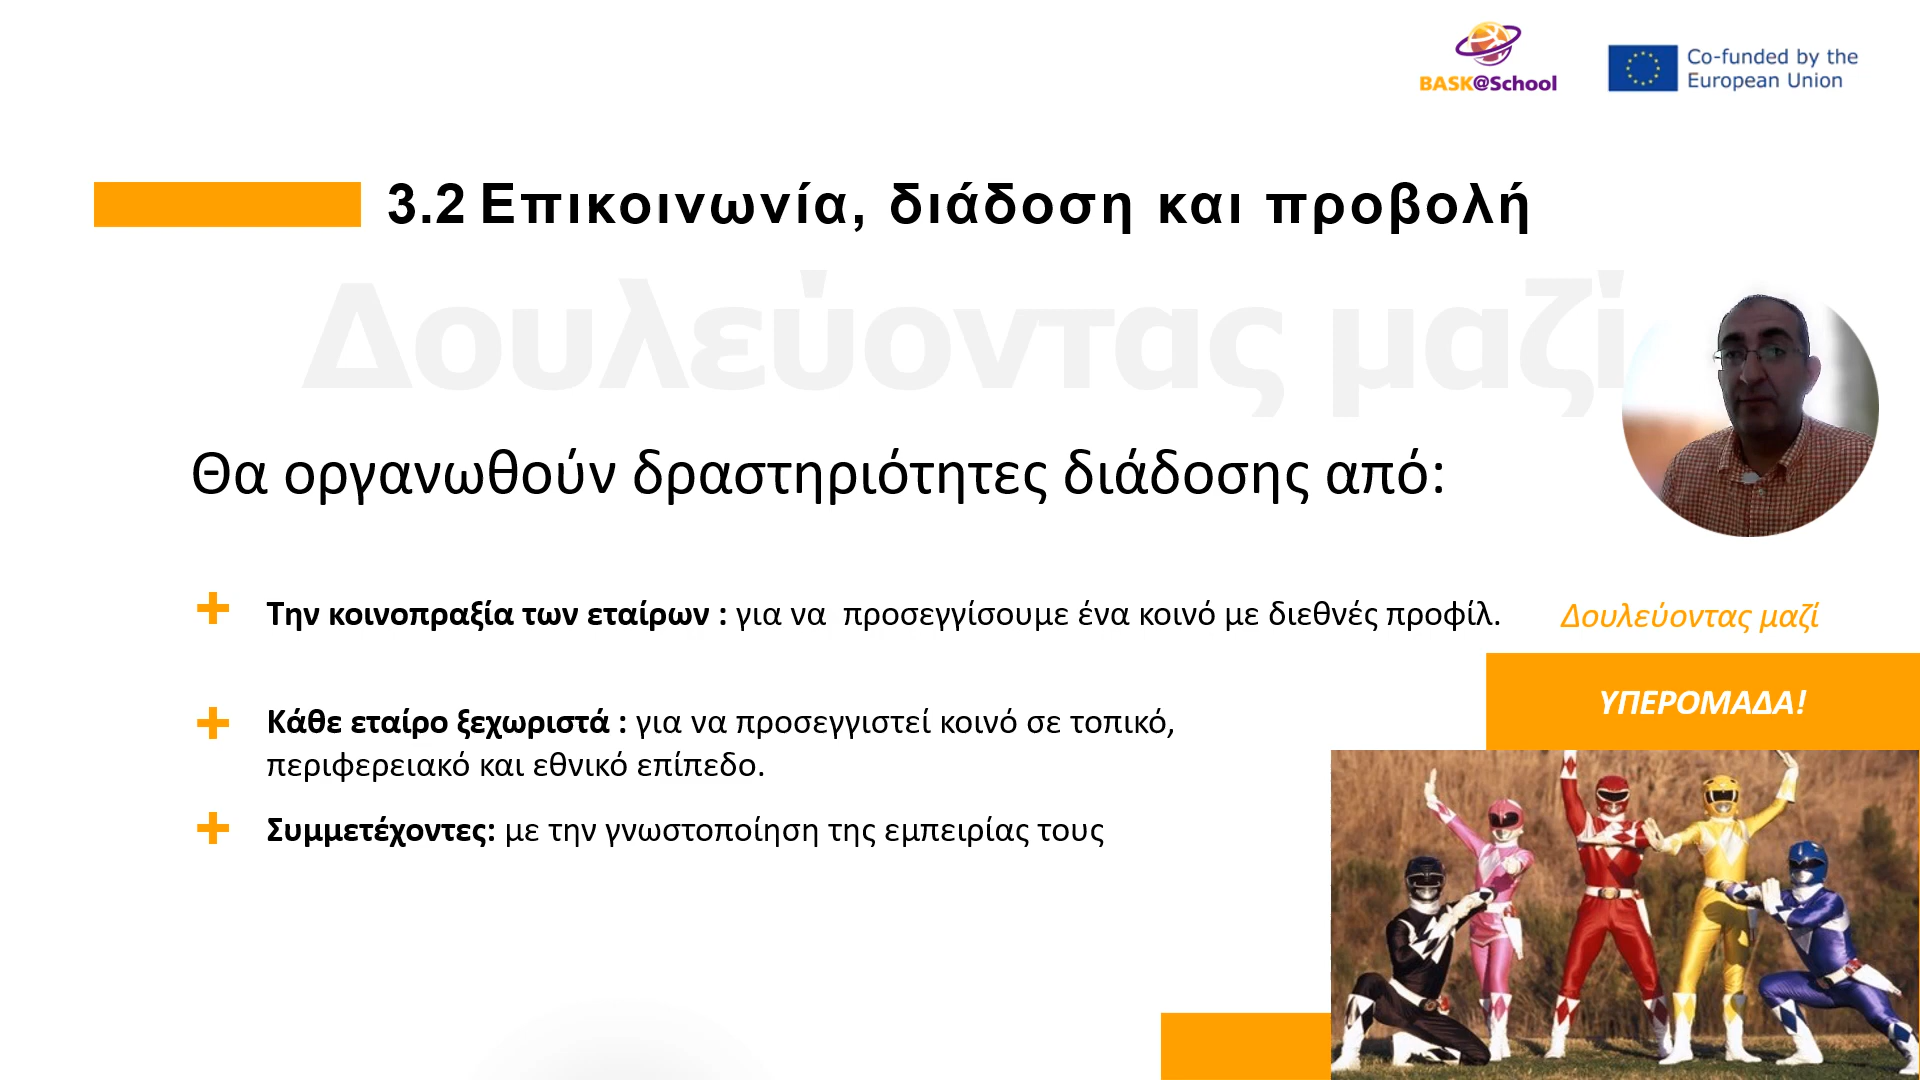 BASK@School
Co-funded by the
European Union
3.2 Επικοινωνία, διάδοση και προβολή
Δουλεύοντας μαζί
Θα οργανωθούν δραστηριότητες διάδοσης από:
Την κοινοπραξία των εταίρων : για να προσεγγίσουμε ένα κοινό με διεθνές προφίλ.
Δουλεύοντας μαζί
ΥΠΕΡΟΜΑΔΑ!
Κάθε εταίρο ξεχωριστά : για να προσεγγιστεί κοινό σε τοπικό,
περιφερειακό και εθνικό επίπεδο.
Συμμετέχοντες: με την γνωστοποίηση της εμπειρίας τους